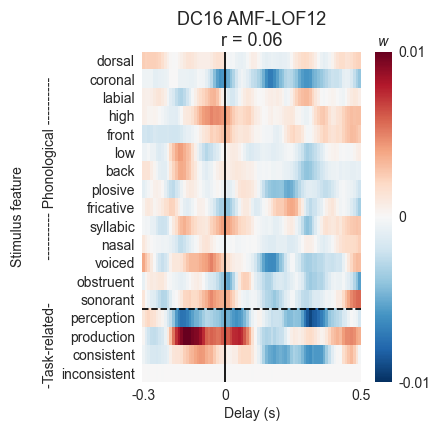 DC16 AMF-LOF12
r = 0.06
w
Stimulus feature
-Task-related-   ---------- Phonological ----------
dorsal
coronal
labial
high
front
low
back
plosive
fricative
syllabic
nasal
voiced
obstruent
sonorant
perception
production
consistent
inconsistent
0.01
0
-0.01
-0.3 0 0.5
Delay (s)